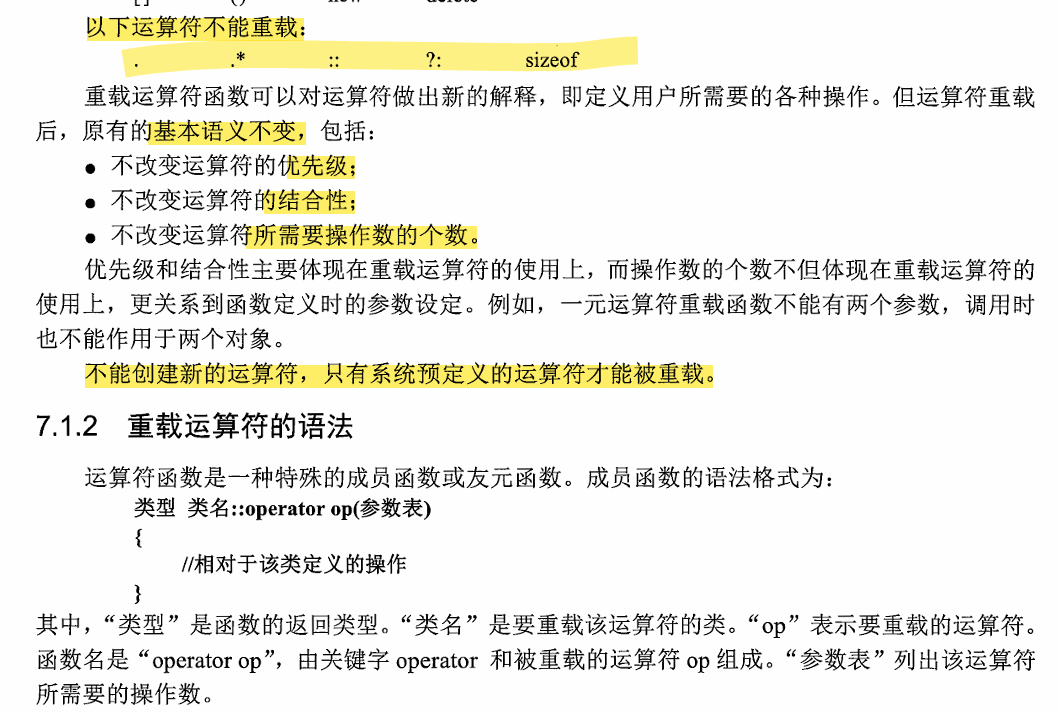 [] () new delete
以下运算符不能重载：
. .* :: ?: sizeof
重载运算符函数可以对运算符做出新的解释，即定义用户所需要的各种操作。但运算符重载
后，原有的基本语义不变，包括：
● 不改变运算符的优先级；
● 不改变运算符的结合性；
● 不改变运算符所需要操作数的个数。
优先级和结合性主要体现在重载运算符的使用上，而操作数的个数不但体现在重载运算符的
使用上，更关系到函数定义时的参数设定。例如，一元运算符重载函数不能有两个参数，调用时
也不能作用于两个对象。
不能创建新的运算符，只有系统预定义的运算符才能被重载。
7.1.2 重载运算符的语法
运算符函数是一种特殊的成员函数或友元函数。成员函数的语法格式为：
类型 类名::operator op(参数表)
{
//相对于该类定义的操作
}
其中，“类型”是函数的返回类型。“类名”是要重载该运算符的类。“op”表示要重载的运算符。
函数名是“operator op”，由关键字 operator 和被重载的运算符 op 组成。“参数表”列出该运算符
所需要的操作数。